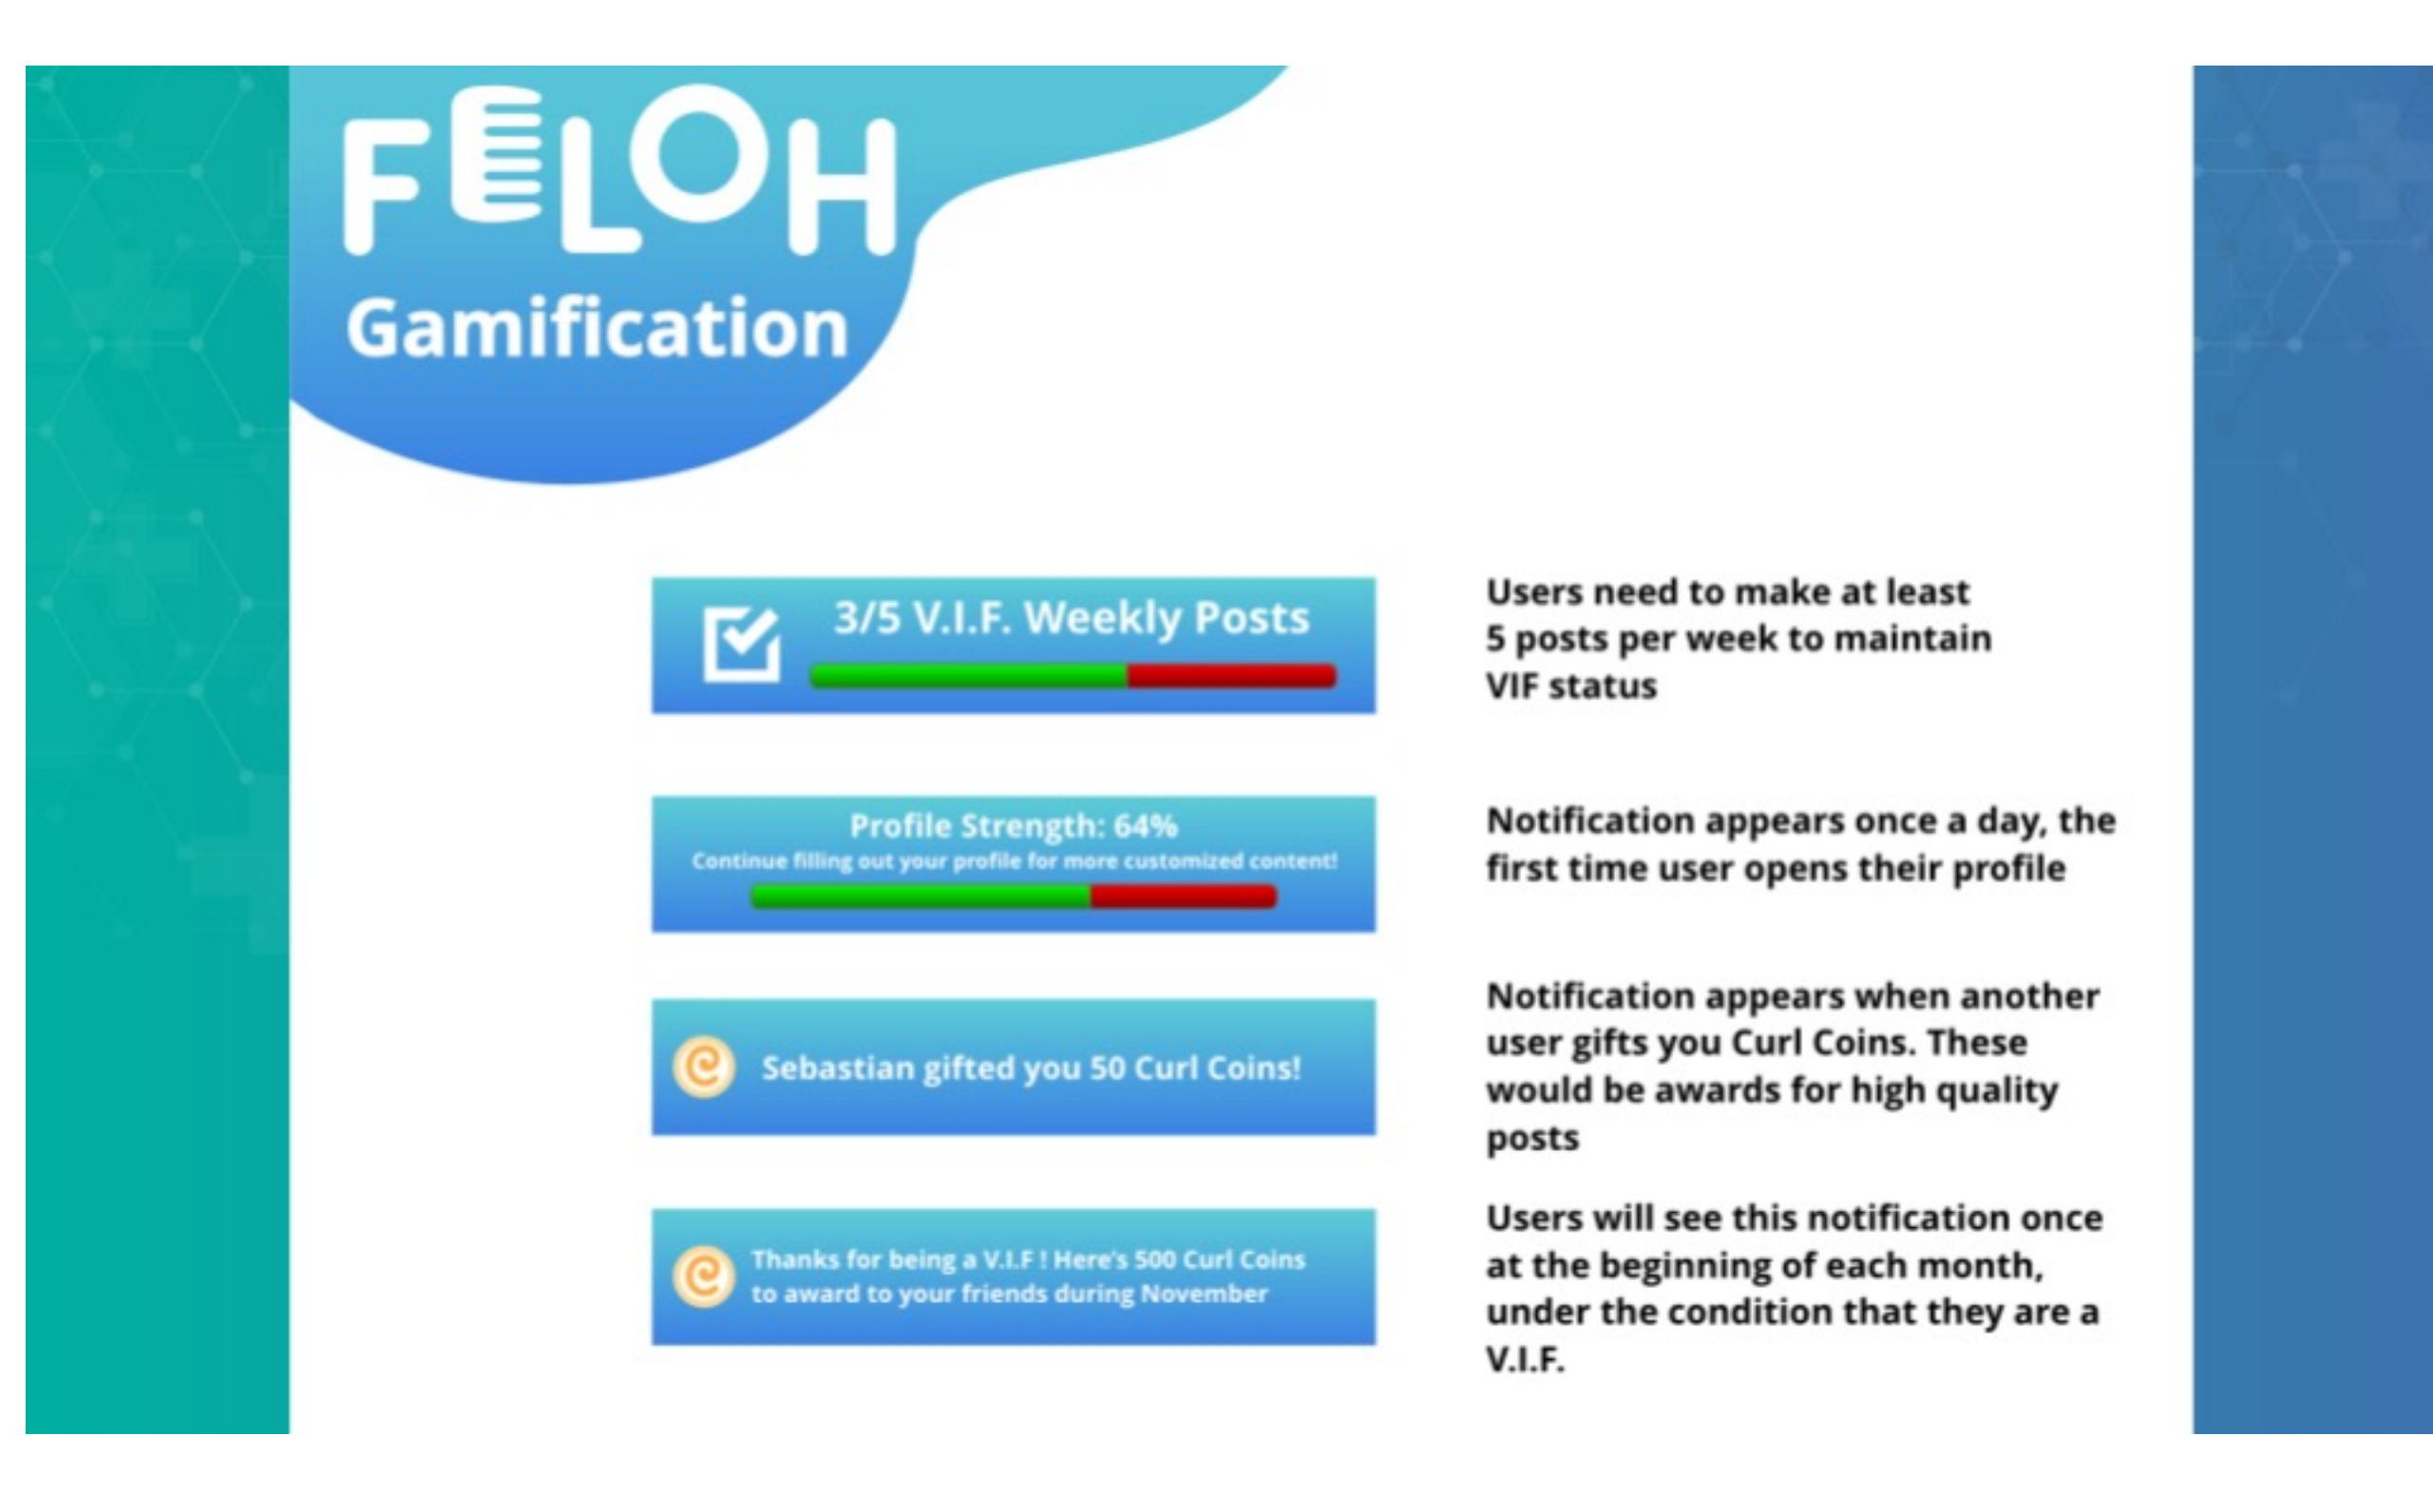 FELOH
Gamification
3/5 V.I.F. Weekly Posts
Users need to make at least
5 posts per week to maintain
VIF status
Profile Strength: 64%
Continue filling out your profile for more customized content!
Notification appears once a day, the
first time user opens their profile
Sebastian gifted you 50 Curl Coins!
Notification appears when another
user gifts you Curl Coins. These
would be awards for high quality
posts
Thanks for being a V.I.F ! Here's 500 Curl Coins
to award to your friends during November
Users will see this notification once
at the beginning of each month,
under the condition that they are a
V.I.F.